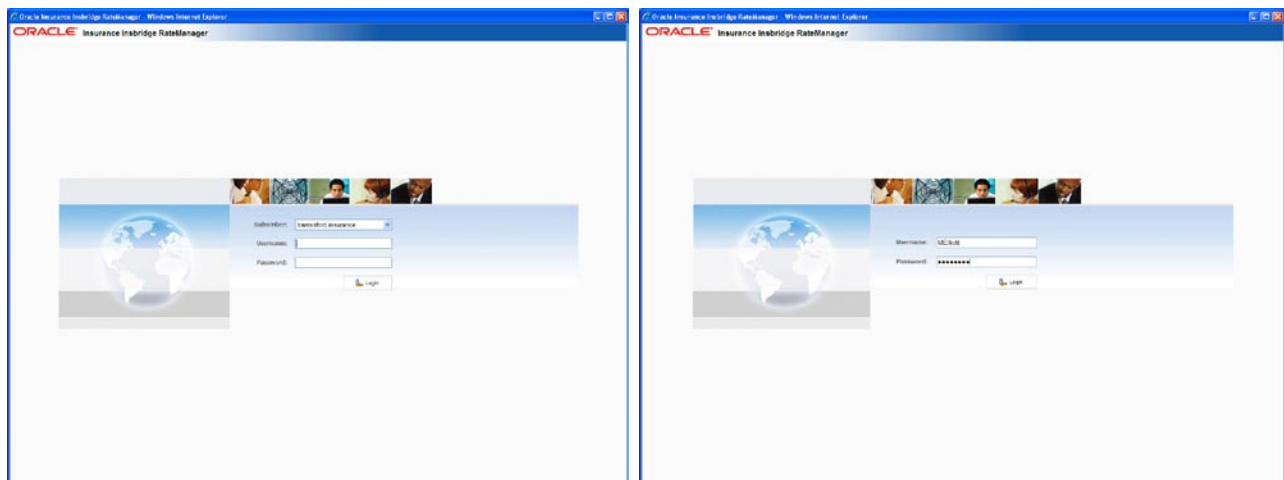 Oracle Insurance Insbridge RateManager - Windows Internet Explorer
ORACLE Insurance Insbridge RateManager
Subscriber:
insurance
Username:
Password:
Login
Oracle Insurance Insbridge RateManager - Windows Internet Explorer
ORACLE Insurance Insbridge RateManager
Username:
Password:
Login